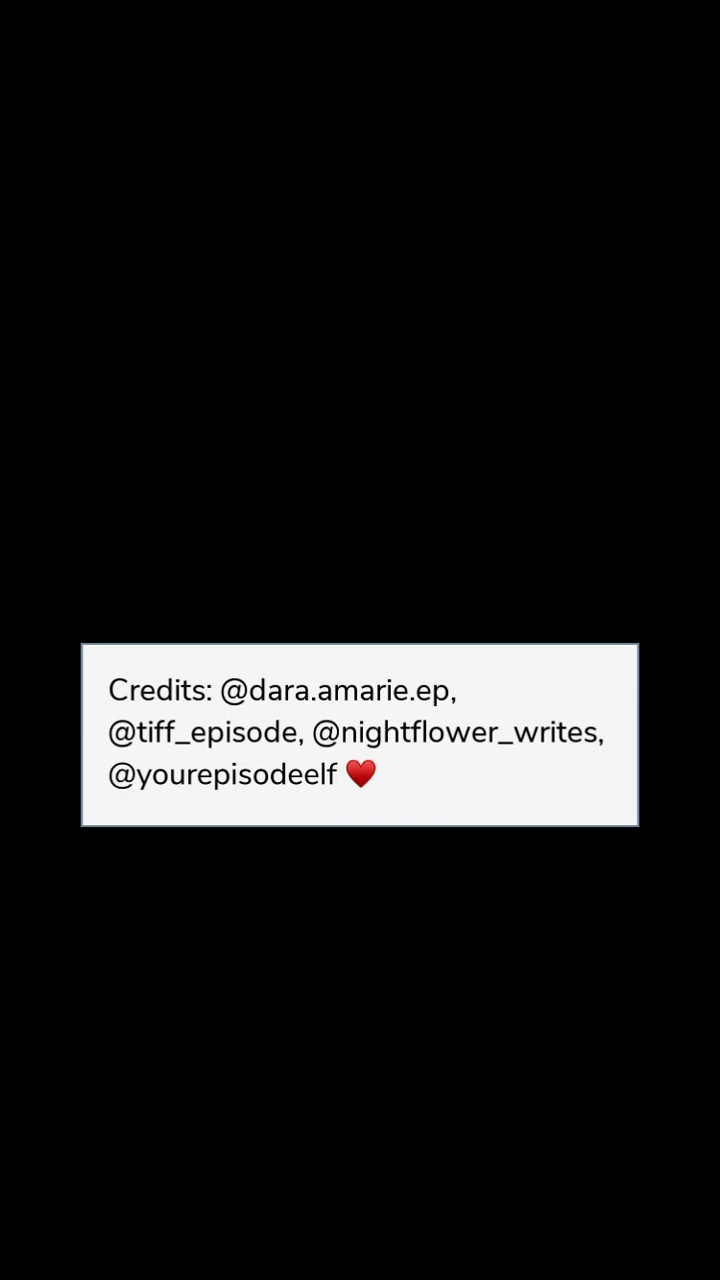 Credits: @dara.amarie.ep,
@tiff_episode, @nightflower_writes,
@yourepisodeelf ♥️